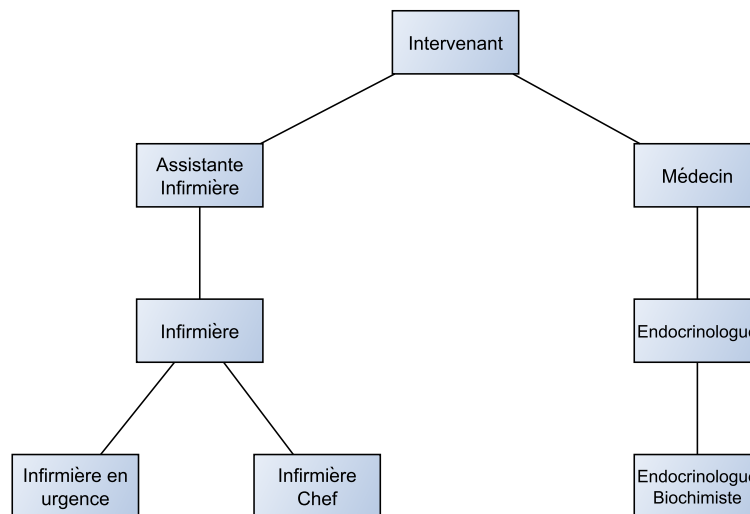 Intervenant
Assistante
Infirmière
Médecin
Infirmière
Endocrinologue
Infirmière en
urgence
Infirmière
Chef
Endocrinologue
Biochimiste